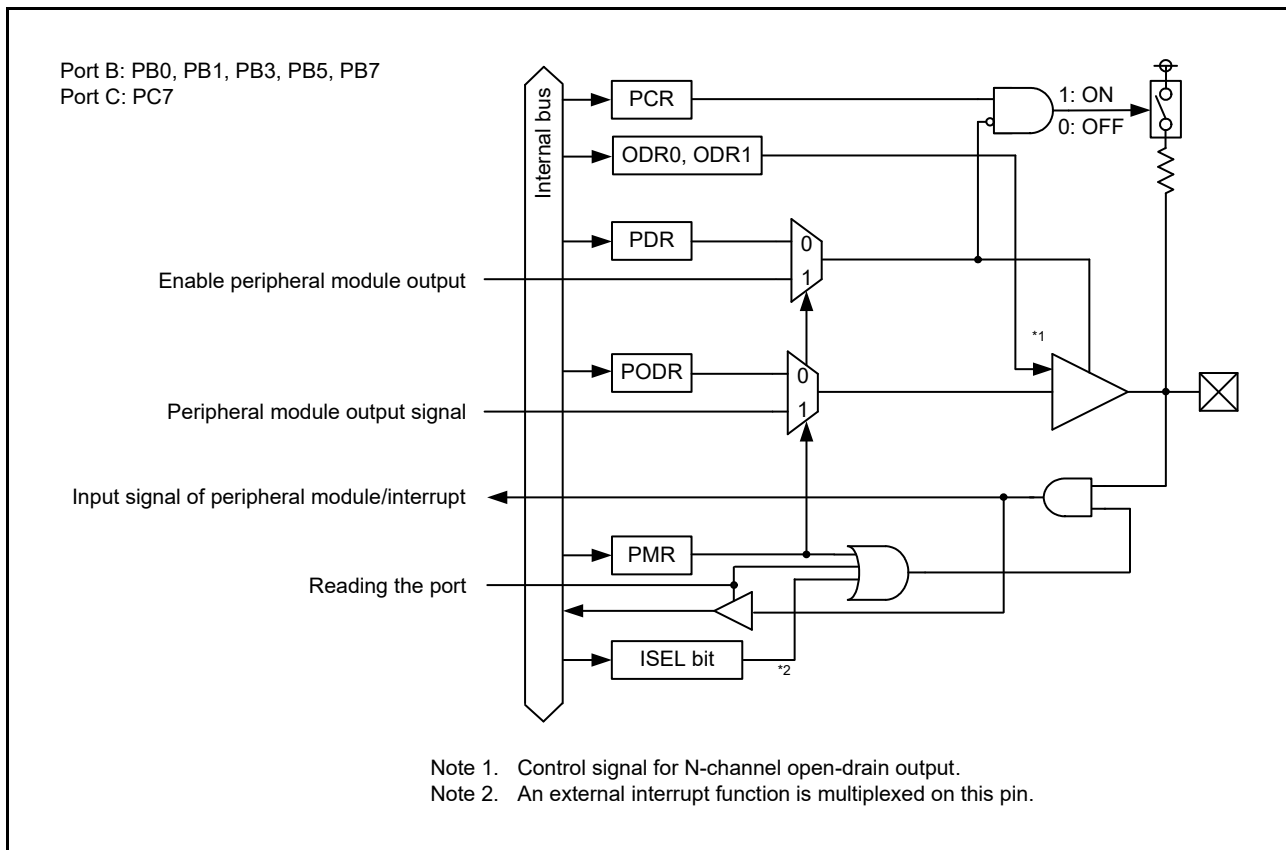 Port B: PB0, PB1, PB3, PB5, PB7
Port C: PC7
Internal bus
PCR
1: ON
0: OFF
ODR0, ODR1
PDR
0
Enable peripheral module output
1
*1
PODR
0
Peripheral module output signal
1
Input signal of peripheral module/interrupt
PMR
Reading the port
ISEL bit
*2
Note 1. Control signal for N-channel open-drain output.
Note 2. An external interrupt function is multiplexed on this pin.